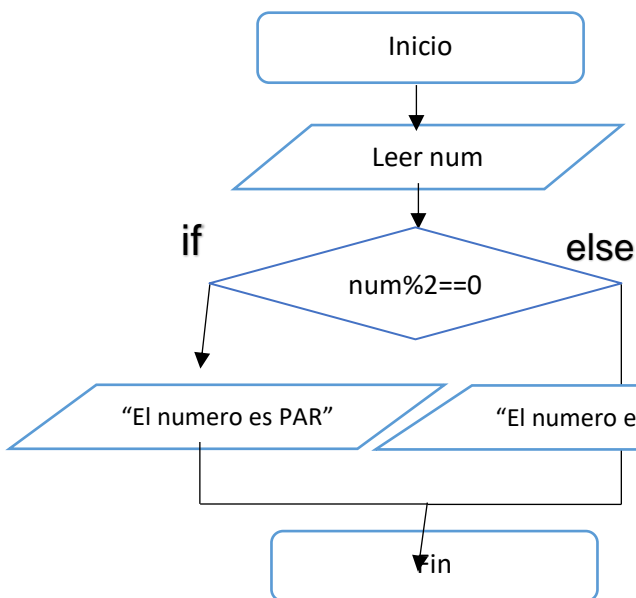 Inicio
Leer num
if
else
num%2==0
“El numero es PAR”
“El numero e
Fin